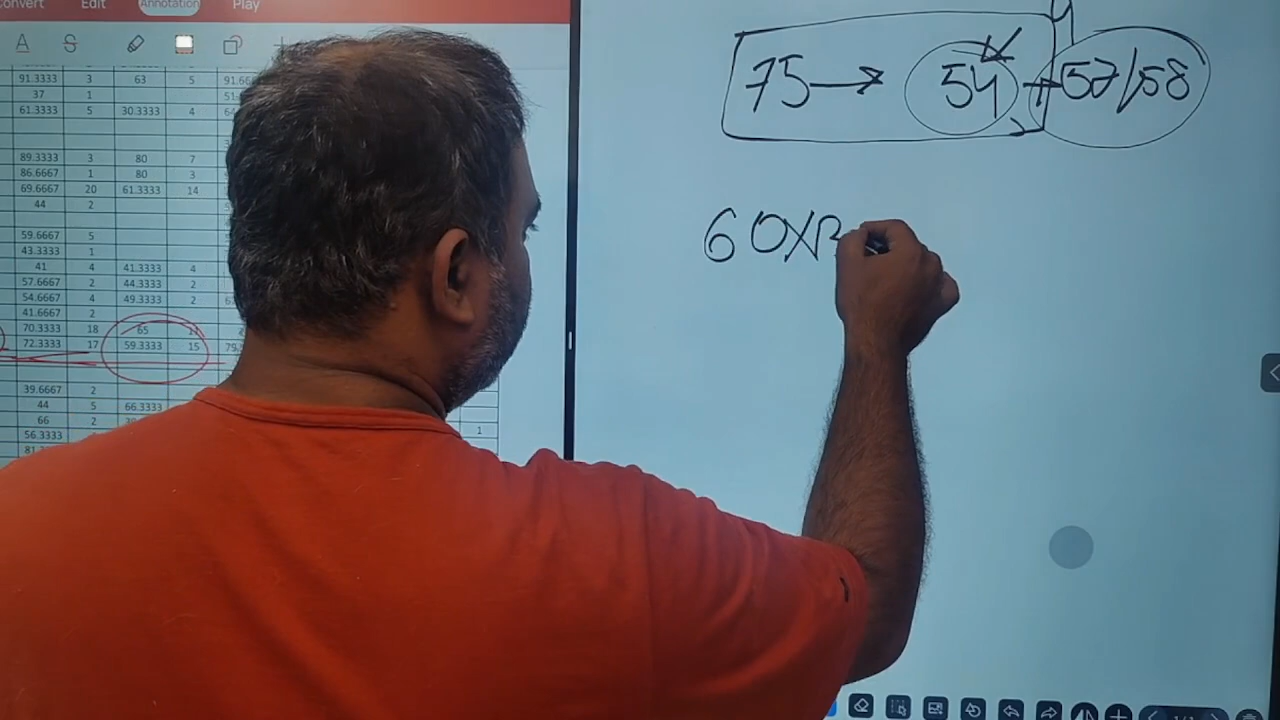 Convert Edit Annotation Play
91.3333 3 63 5
37 1
61.3333 5 30.3333 4
89.3333 3 80 7
86.6667 1 80 3
69.6667 20 61.3333 14
44 2
59.6667 5
43.3333 1
41 4 41.3333 4
57.6667 2 44.3333 2
54.6667 4 49.3333 2
41.6667 2
70.3333 18 65
72.3333 17 59.3333 15
39.6667 2
44 5 66.3333
66 2
56.3333
1
75→ 54 +57/58
60X